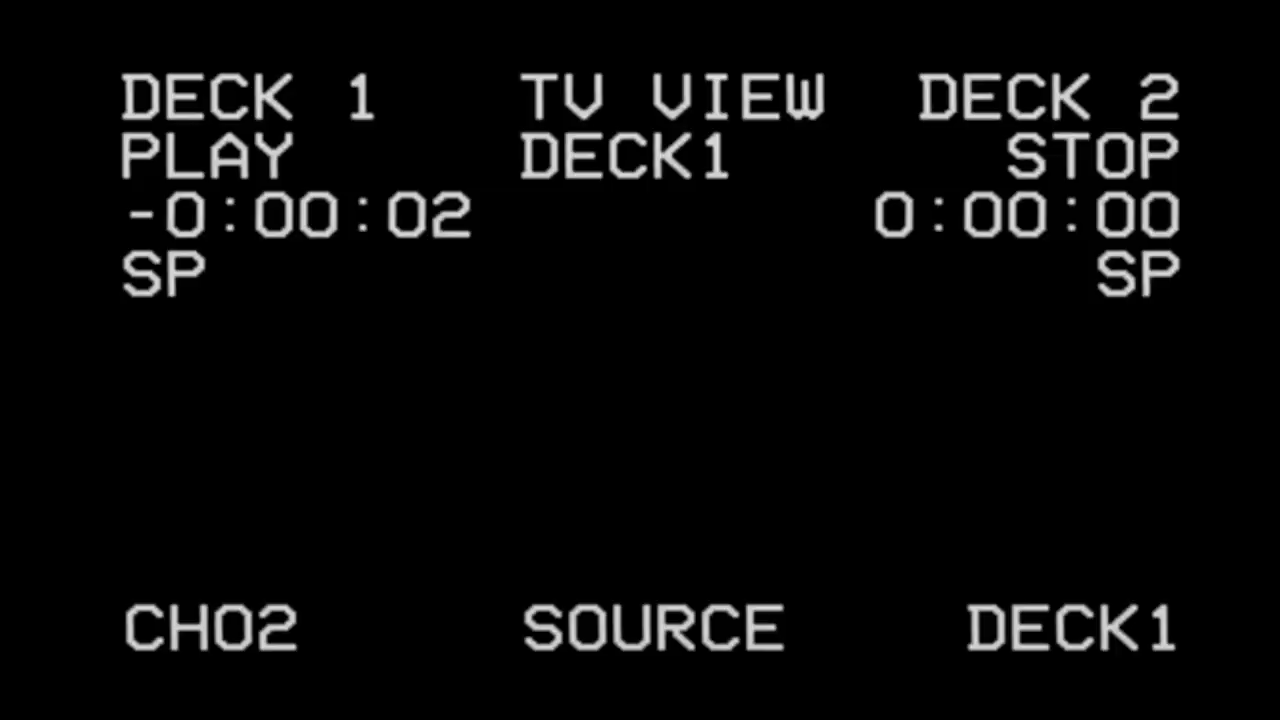 DECK 1 TV VIEW DECK 2
PLAY DECK1 STOP
-0:00:02 0:00:00
SP SP
CH02 SOURCE DECK1